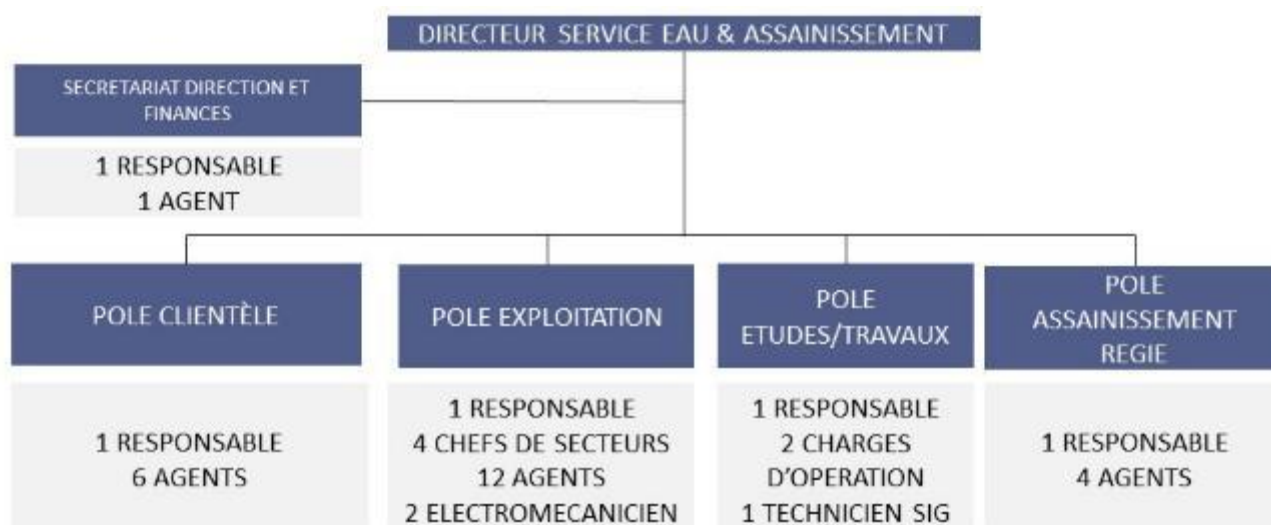 DIRECTEUR SERVICE EAU & ASSAINISSEMENT
SECRETARIAT DIRECTION ET
FINANCES
1 RESPONSABLE
1 AGENT
POLE CLIENTÈLE
1 RESPONSABLE
6 AGENTS
POLE EXPLOITATION
1 RESPONSABLE
4 CHEFS DE SECTEURS
12 AGENTS
2 ELECTROMECANICIEN
POLE
ETUDES/TRAVAUX
1 RESPONSABLE
2 CHARGES
D'OPERATION
1 TECHNICIEN SIG
POLE
ASSAINISSEMENT
REGIE
1 RESPONSABLE
4 AGENTS